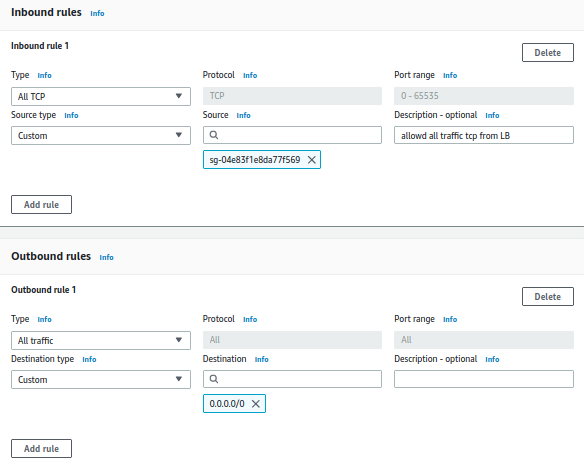 Inbound rules Info
Inbound rule 1
Delete
Type Info Protocol Info Port range Info
All TCP TCP 0 - 65535
Source type Info Source Info Description - optional Info
Custom allowd all traffic tcp from LB
sg-04e83f1e8da77f569
Add rule
Outbound rules Info
Outbound rule 1
Delete
Type Info Protocol Info Port range Info
All traffic All All
Destination type Info Destination Info Description - optional Info
Custom
0.0.0.0/0
Add rule